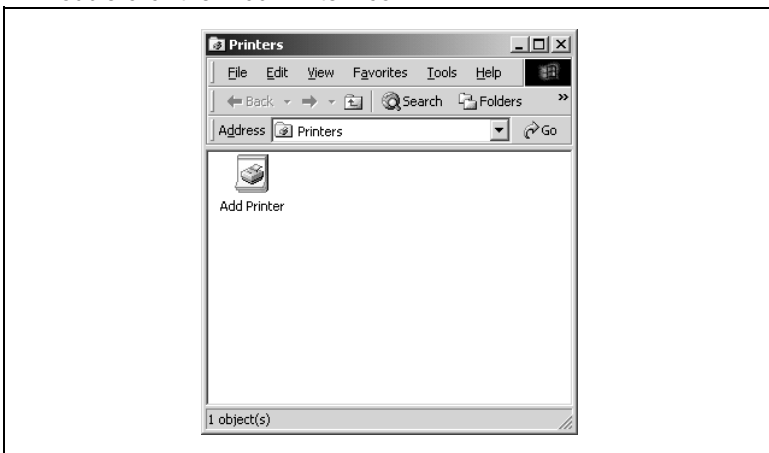 Printers
File Edit View Favorites Tools Help
Back Search Folders »
Address Printers Go
Add Printer
1 object(s)